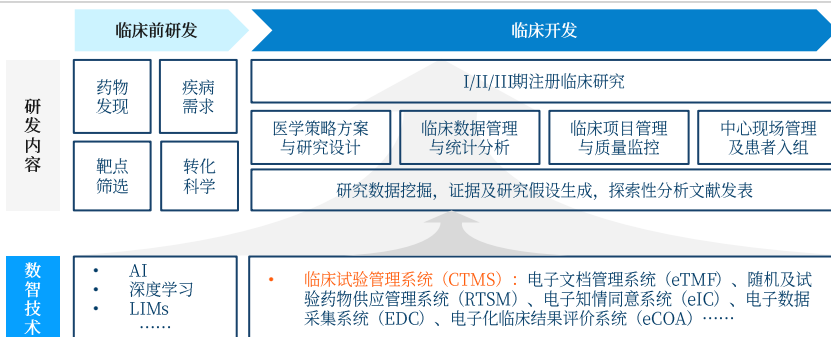 临床前研发
临床开发
研
发
内
容
药物
发现
疾病
需求
靶点
筛选
转化
科学
I/II/III期注册临床研究
医学策略方案
与研究设计
临床数据管理
与统计分析
临床项目管理
与质量监控
中心现场管理
及患者入组
研究数据挖掘，证据及研究假设生成，探索性分析文献发表
数
智
技
术
• AI
• 深度学习
• LIMs
……
• 临床试验管理系统（CTMS）：电子文档管理系统（eTMF）、随机及试
验药物供应管理系统（RTSM）、电子知情同意系统（eIC）、电子数据
采集系统（EDC）、电子化临床结果评价系统（eCOA）……